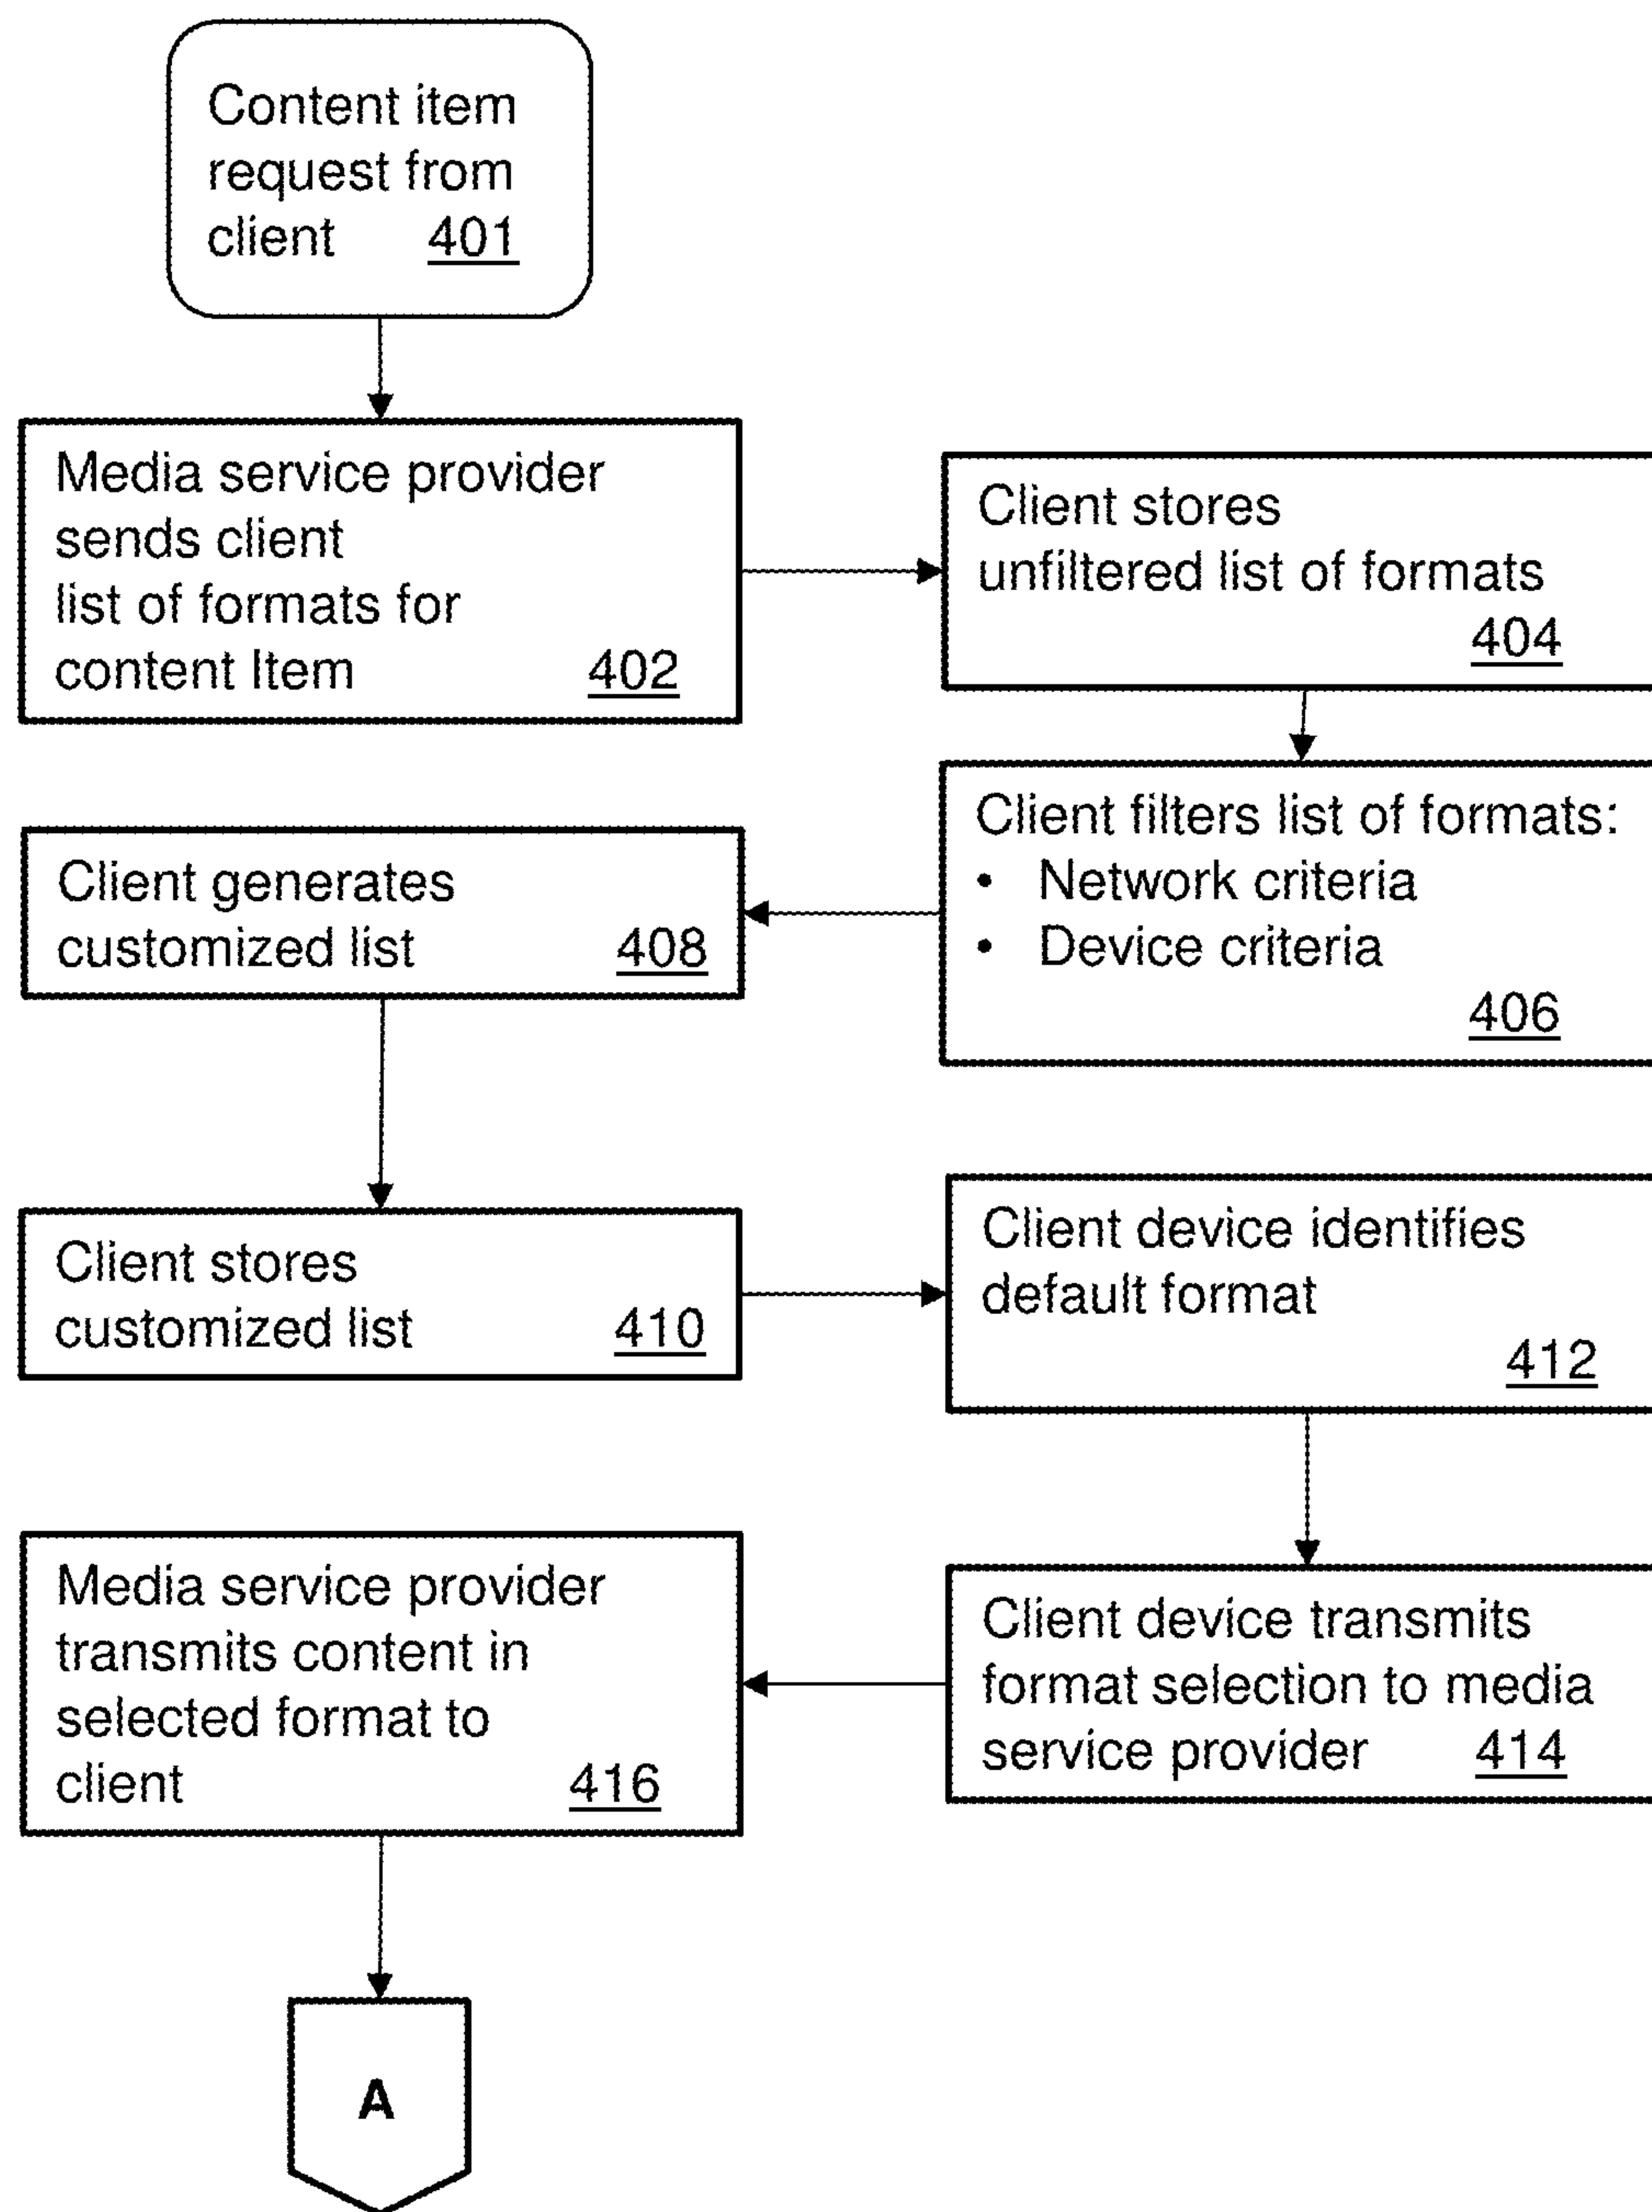 Content item
request from
client 401
Media service provider
sends client
list of formats for
content Item 402
Client stores
unfiltered list of formats
404
Client filters list of formats:
• Network criteria
• Device criteria
406
Client generates
customized list 408
Client stores
customized list 410
Client device identifies
default format
412
Client device transmits
format selection to media
service provider 414
Media service provider
transmits content in
selected format to
client 416
A